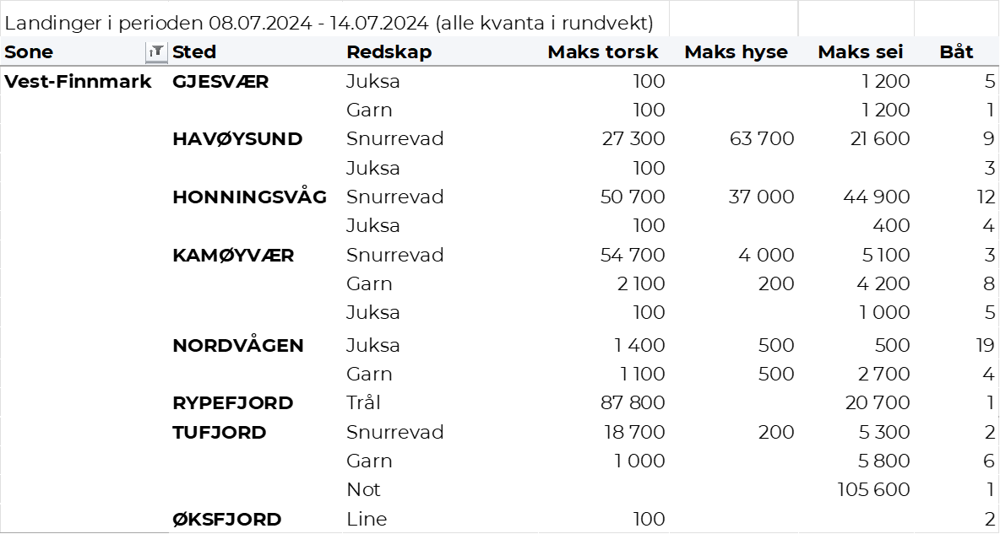 Landinger i perioden 08.07.2024 - 14.07.2024 (alle kvanta i rundvekt)
Sone Sted Redskap Maks torsk Maks hyse Maks sei Båt
Vest-Finnmark GJESVÆR Juksa 100 1 200 5
Garn 100 1 200 1
HAVØYSUND Snurrevad 27 300 63 700 21 600 9
Juksa 100 3
HONNINGSVÅG Snurrevad 50 700 37 000 44 900 12
Juksa 100 400 4
KAMØYVÆR Snurrevad 54 700 4 000 5 100 3
Garn 2 100 200 4 200 8
Juksa 100 1 000 5
NORDVÅGEN Juksa 1 400 500 500 19
Garn 1 100 500 2 700 4
RYPEFJORD Trål 87 800 20 700 1
TUFJORD Snurrevad 18 700 200 5 300 2
Garn 1 000 5 800 6
Not 105 600 1
ØKSFJORD Line 100 2